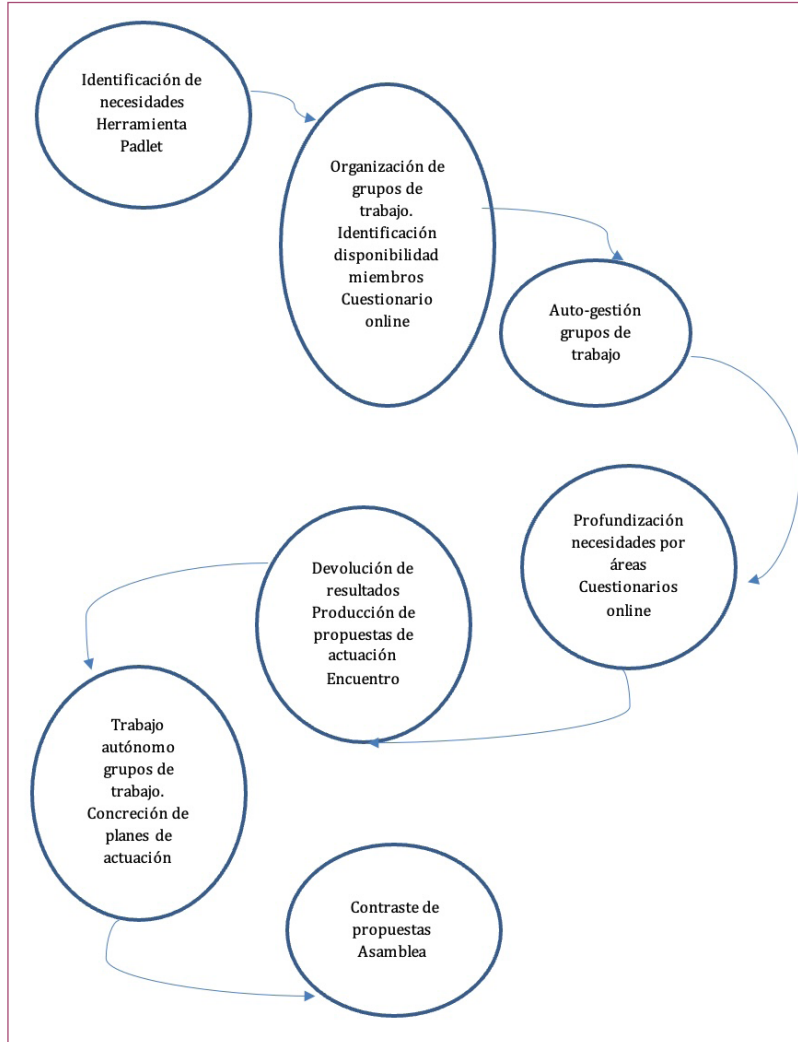 Identificación de
necesidades
Herramienta
Padlet
Organización de
grupos de
trabajo.
Identificación
disponibilidad
miembros
Cuestionario
online
Auto-gestión
grupos de
trabajo
Profundización
necesidades por
áreas
Cuestionarios
online
Devolución de
resultados
Producción de
propuestas de
actuación
Encuentro
Trabajo
autónomo
grupos de
trabajo.
Concreción de
planes de
actuación
Contraste de
propuestas
Asamblea